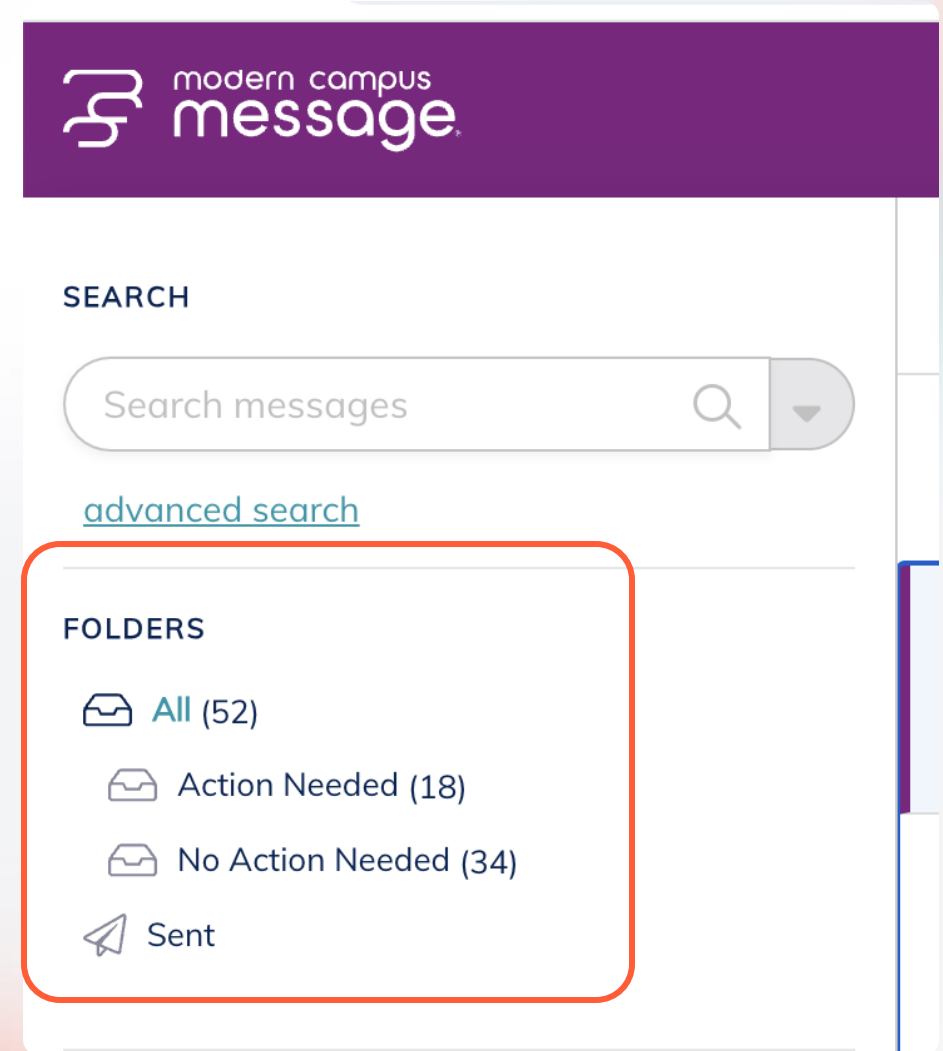 modern campus
message
SEARCH
Search messages
advanced search
FOLDERS
All (52)
Action Needed (18)
No Action Needed (34)
Sent